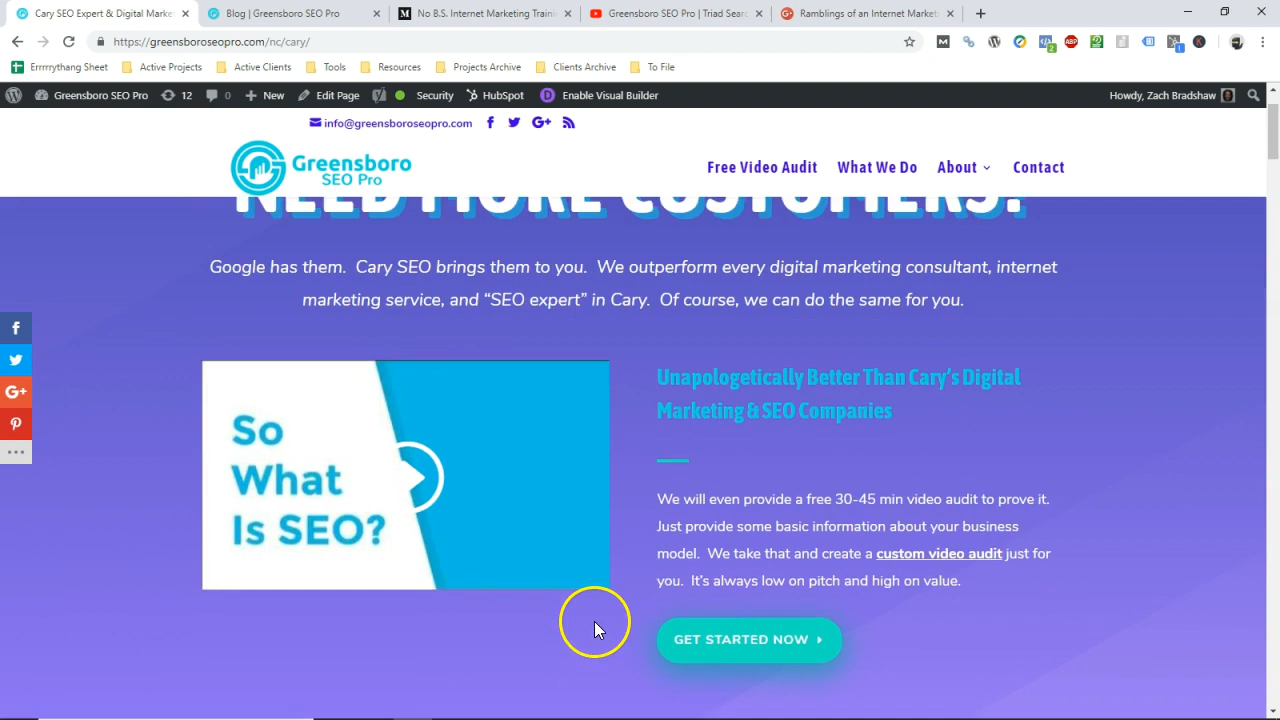 Cary SEO Expert & Digital Marke
Blog | Greensboro SEO Pro
No B.S. Internet Marketing Traini
Greensboro SEO Pro | Triad Searc
Ramblings of an Internet Market
https://greensboroseopro.com/nc/cary/
Errrrrythang Sheet
Active Projects
Active Clients
Tools
Resources
Projects Archive
Clients Archive
To File
Greensboro SEO Pro
12
0
New
Edit Page
Security
HubSpot
Enable Visual Builder
Howdy, Zach Bradshaw
info@greensboroseopro.com
Greensboro
SEO Pro
Free Video Audit
What We Do
About
Contact
NEED MORE CUSTOMERS?
Google has them. Cary SEO brings them to you. We outperform every digital marketing consultant, internet
marketing service, and “SEO expert” in Cary. Of course, we can do the same for you.
So
What
Is SEO?
Unapologetically Better Than Cary’s Digital
Marketing & SEO Companies
We will even provide a free 30-45 min video audit to prove it.
Just provide some basic information about your business
model. We take that and create a custom video audit just for
you. It’s always low on pitch and high on value.
GET STARTED NOW